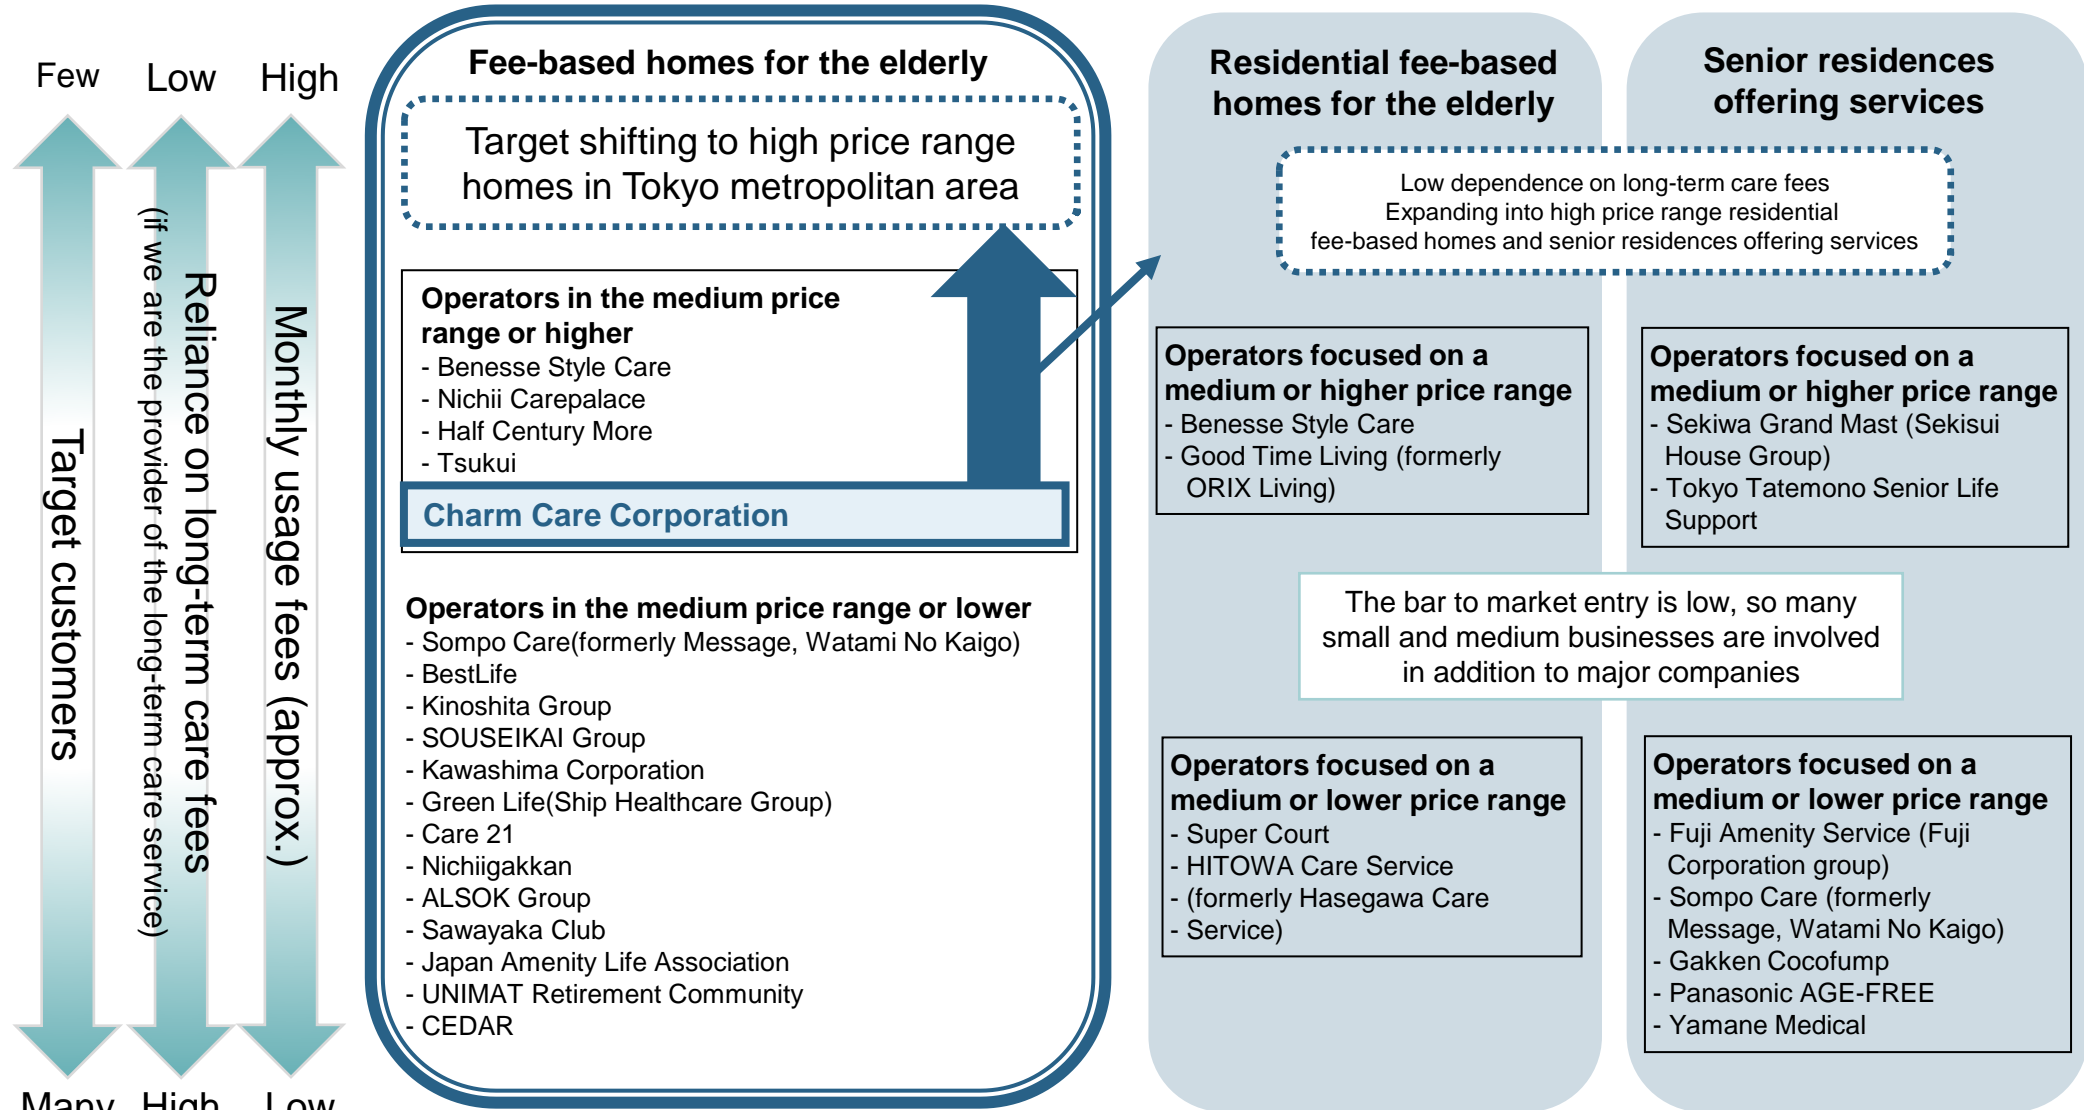 Few
Low
High
Target customers
Reliance on long-term care fees
(if we are the provider of the long-term care service)
Monthly usage fees (approx.)
Many
High
Low
Fee-based homes for the elderly
Target shifting to high price range
homes in Tokyo metropolitan area
Operators in the medium price
range or higher
- Benesse Style Care
- Nichii Carepalace
- Half Century More
- Tsukui
Charm Care Corporation
Operators in the medium price range or lower
- Sompo Care(formerly Message, Watami No Kaigo)
- BestLife
- Kinoshita Group
- SOUSEIKAI Group
- Kawashima Corporation
- Green Life(Ship Healthcare Group)
- Care 21
- Nichiigakkan
- ALSOK Group
- Sawayaka Club
- Japan Amenity Life Association
- UNIMAT Retirement Community
- CEDAR
Residential fee-based
homes for the elderly
Senior residences
offering services
Low dependence on long-term care fees
Expanding into high price range residential
fee-based homes and senior residences offering services
Operators focused on a
medium or higher price range
- Benesse Style Care
- Good Time Living (formerly
ORIX Living)
Operators focused on a
medium or higher price range
- Sekiwa Grand Mast (Sekisui
House Group)
- Tokyo Tatemono Senior Life
Support
The bar to market entry is low, so many
small and medium businesses are involved
in addition to major companies
Operators focused on a
medium or lower price range
- Super Court
- HITOWA Care Service
- (formerly Hasegawa Care
- Service)
Operators focused on a
medium or lower price range
- Fuji Amenity Service (Fuji
Corporation group)
- Sompo Care (formerly
Message, Watami No Kaigo)
- Gakken Cocofump
- Panasonic AGE-FREE
- Yamane Medical